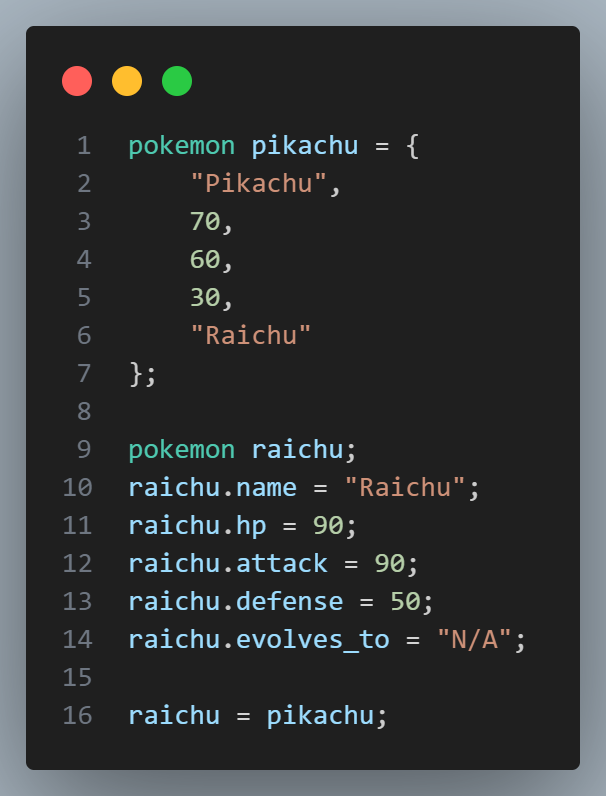 1 pokemon pikachu = {
2     "Pikachu",
3     70,
4     60,
5     30,
6     "Raichu"
7 };
8
9 pokemon raichu;
10 raichu.name = "Raichu";
11 raichu.hp = 90;
12 raichu.attack = 90;
13 raichu.defense = 50;
14 raichu.evolves_to = "N/A";
15
16 raichu = pikachu;